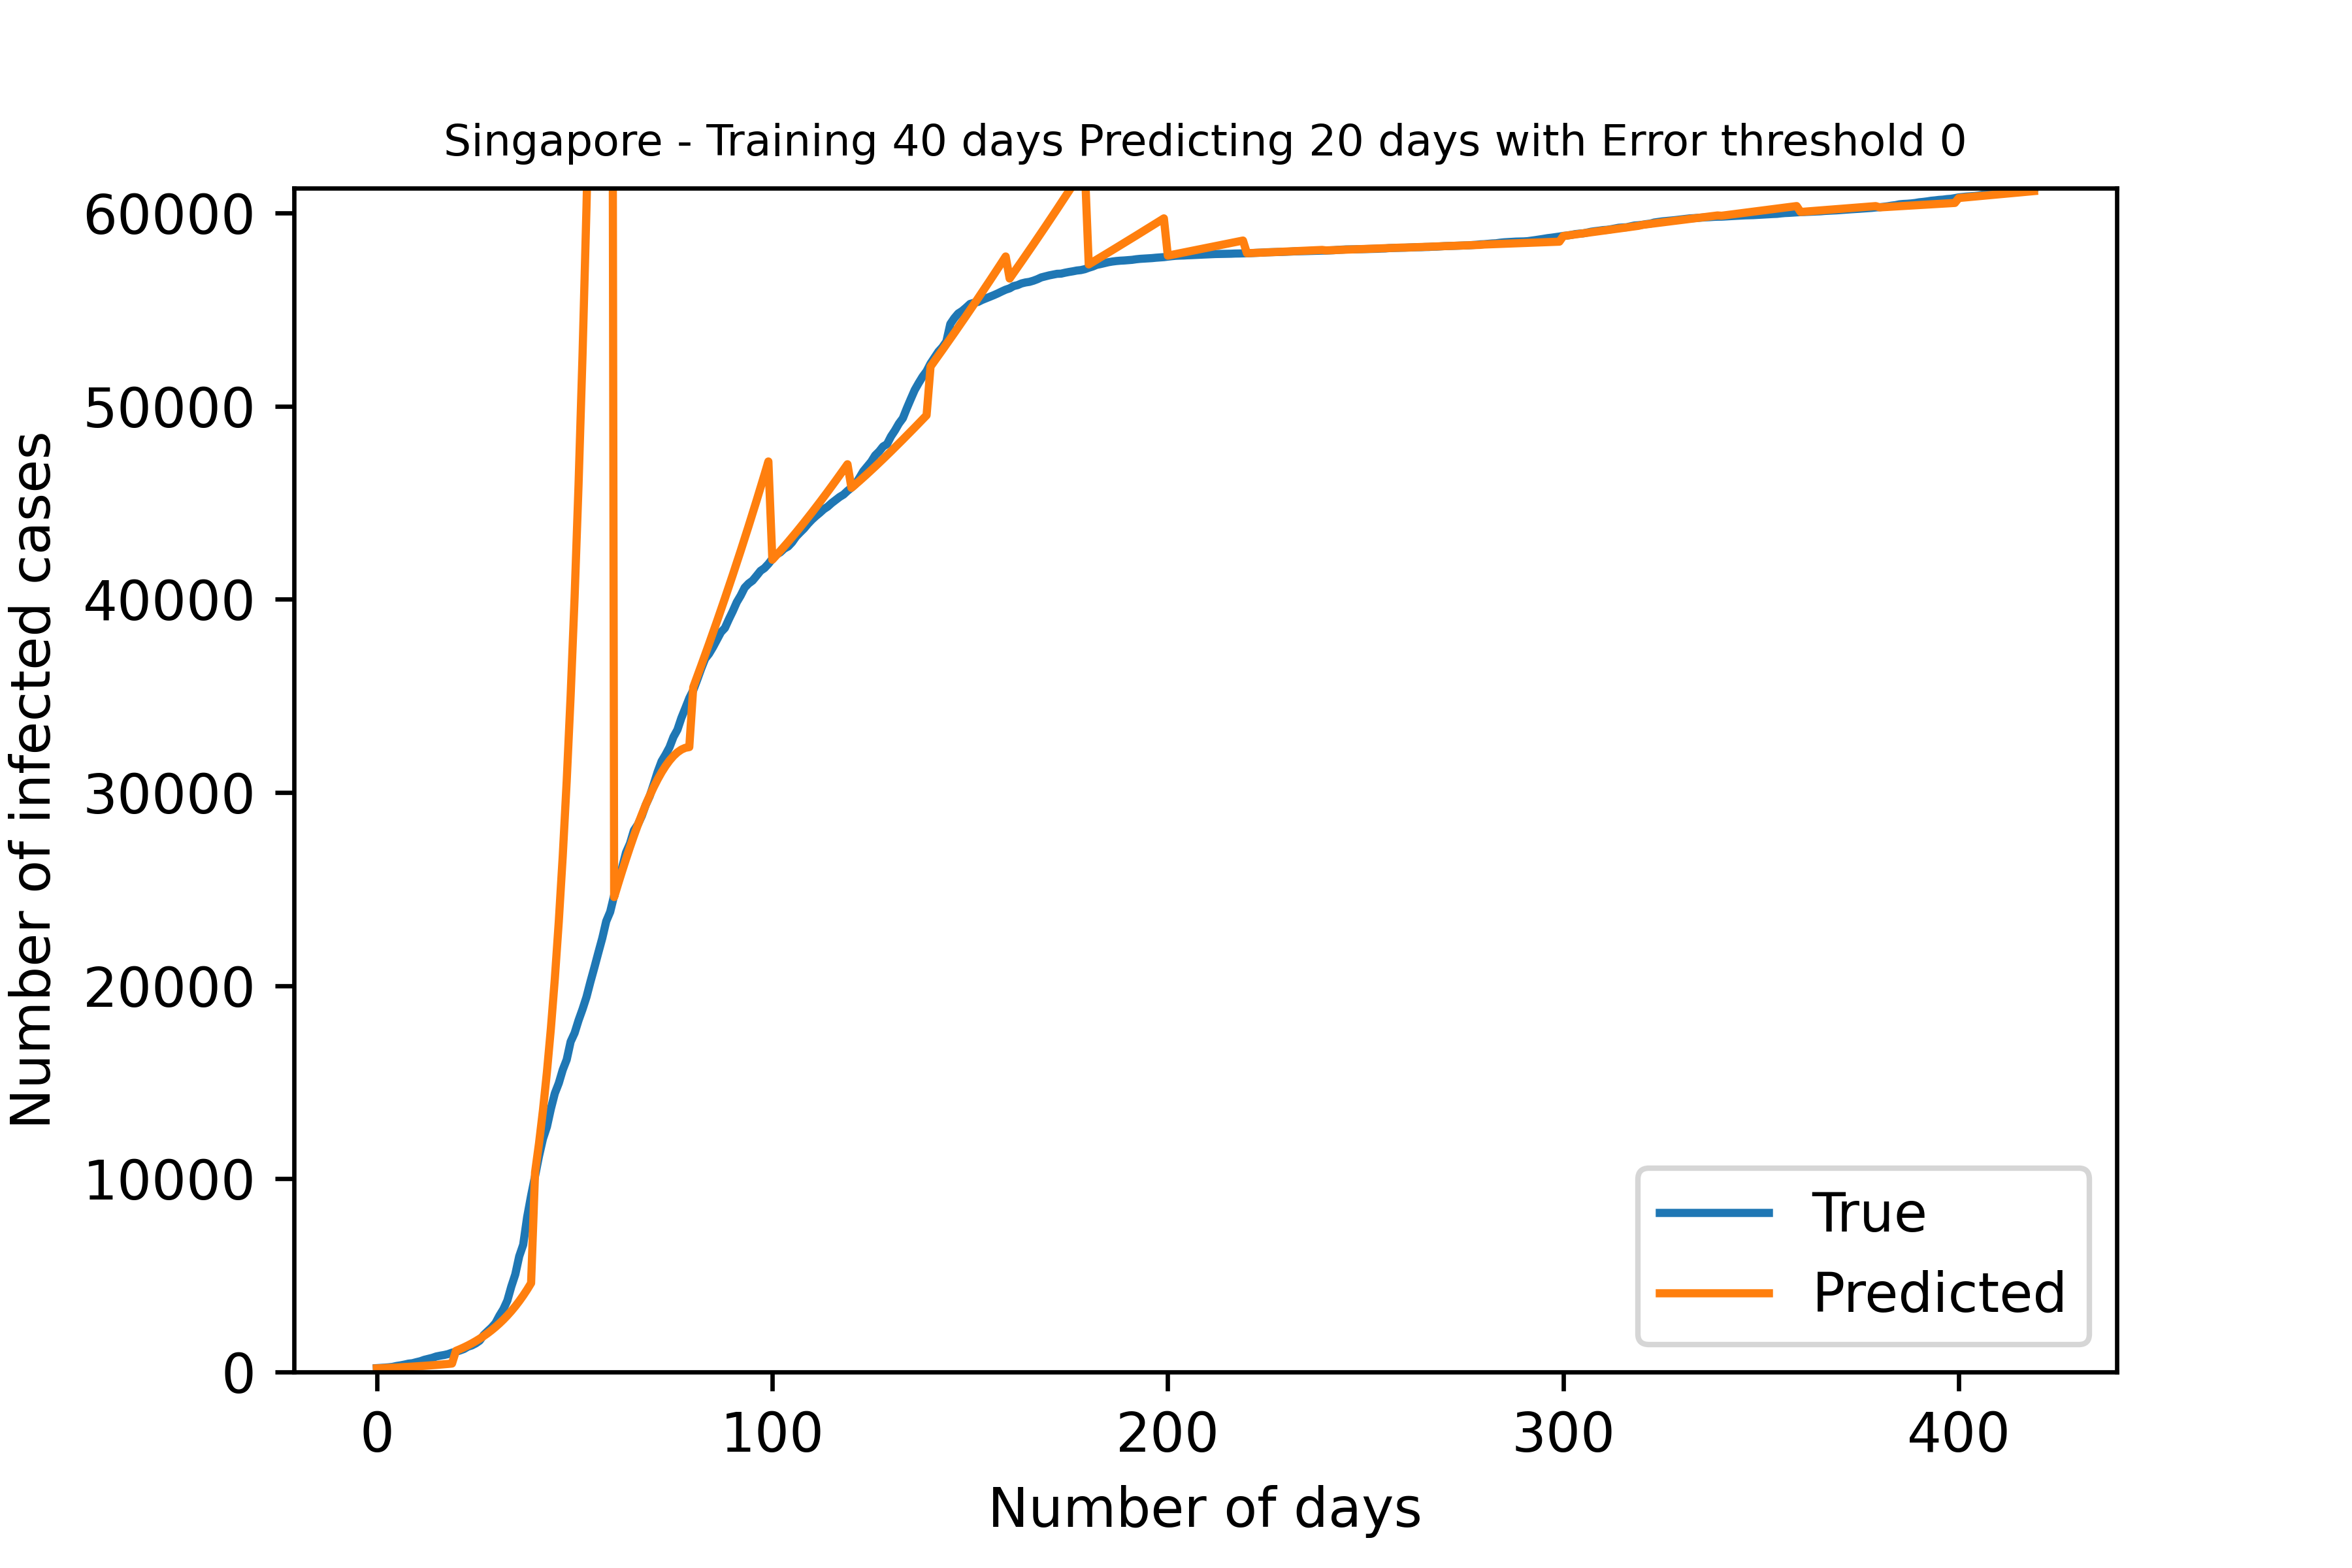 Singapore - Training 40 days Predicting 20 days with Error threshold 0
Number of infected cases
60000
50000
40000
30000
20000
10000
0
True
Predicted
0 100 200 300 400
Number of days